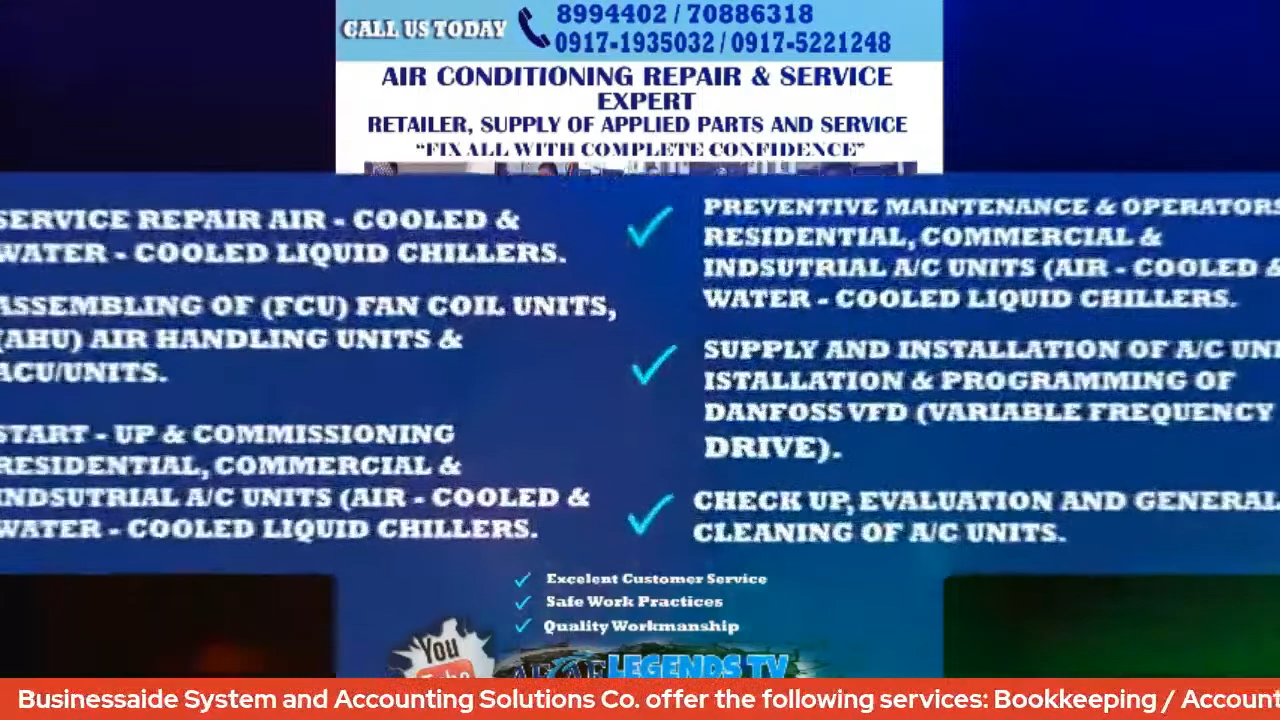 CALL US TODAY
8994402 / 70886318
0917-1935032 / 0917-5221248
AIR CONDITIONING REPAIR & SERVICE
EXPERT
RETAILER, SUPPLY OF APPLIED PARTS AND SERVICE
“FIX ALL WITH COMPLETE CONFIDENCE”
SERVICE REPAIR AIR - COOLED &
WATER - COOLED LIQUID CHILLERS.
ASSEMBLING OF (FCU) FAN COIL UNITS,
(AHU) AIR HANDLING UNITS &
ACU/UNITS.
START - UP & COMMISSIONING
RESIDENTIAL, COMMERCIAL &
INDSUTRIAL A/C UNITS (AIR - COOLED &
WATER - COOLED LIQUID CHILLERS.
PREVENTIVE MAINTENANCE & OPERATORS
RESIDENTIAL, COMMERCIAL &
INDSUTRIAL A/C UNITS (AIR - COOLED &
WATER - COOLED LIQUID CHILLERS.
SUPPLY AND INSTALLATION OF A/C UNI
ISTALLATION & PROGRAMMING OF
DANFOSS VFD (VARIABLE FREQUENCY
DRIVE).
CHECK UP, EVALUATION AND GENERAL
CLEANING OF A/C UNITS.
Excelent Customer Service
Safe Work Practices
Quality Workmanship
You
LEGENDS TV
Businessaide System and Accounting Solutions Co. offer the following services: Bookkeeping / Account